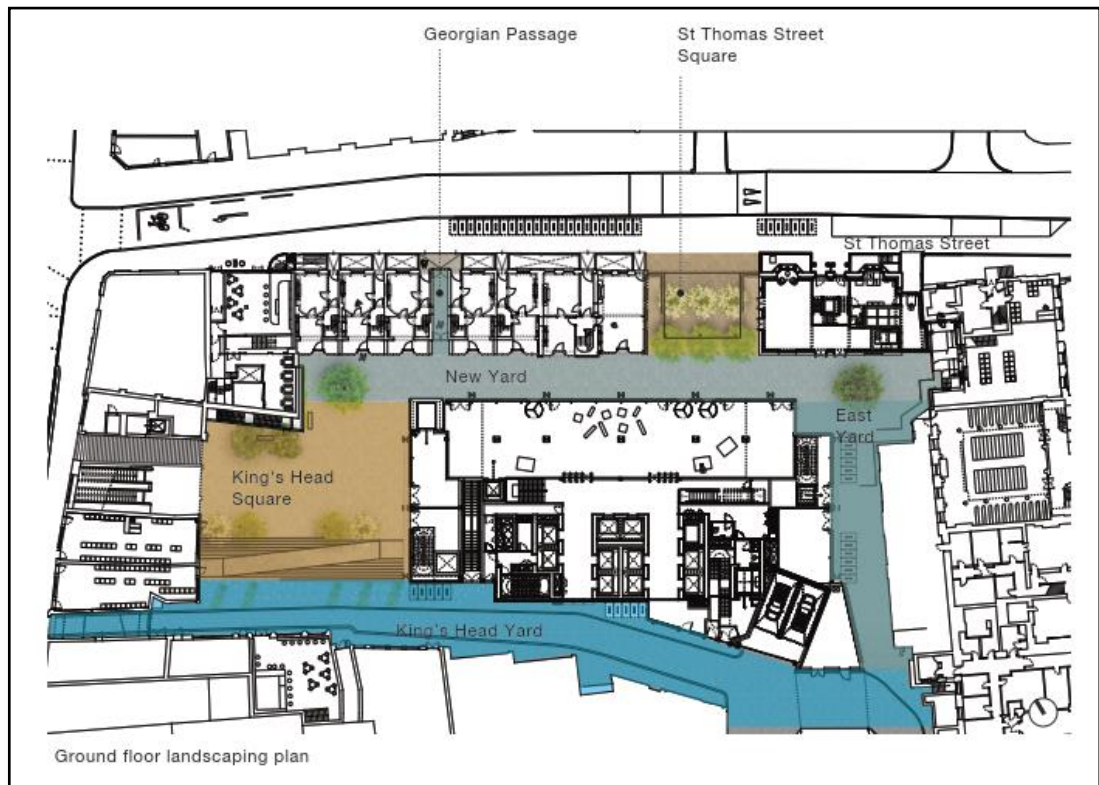 Georgian Passage
St Thomas Street
Square
St Thomas Street
New Yard
East
Yard
King's Head
Square
King's Head Yard
Ground floor landscaping plan